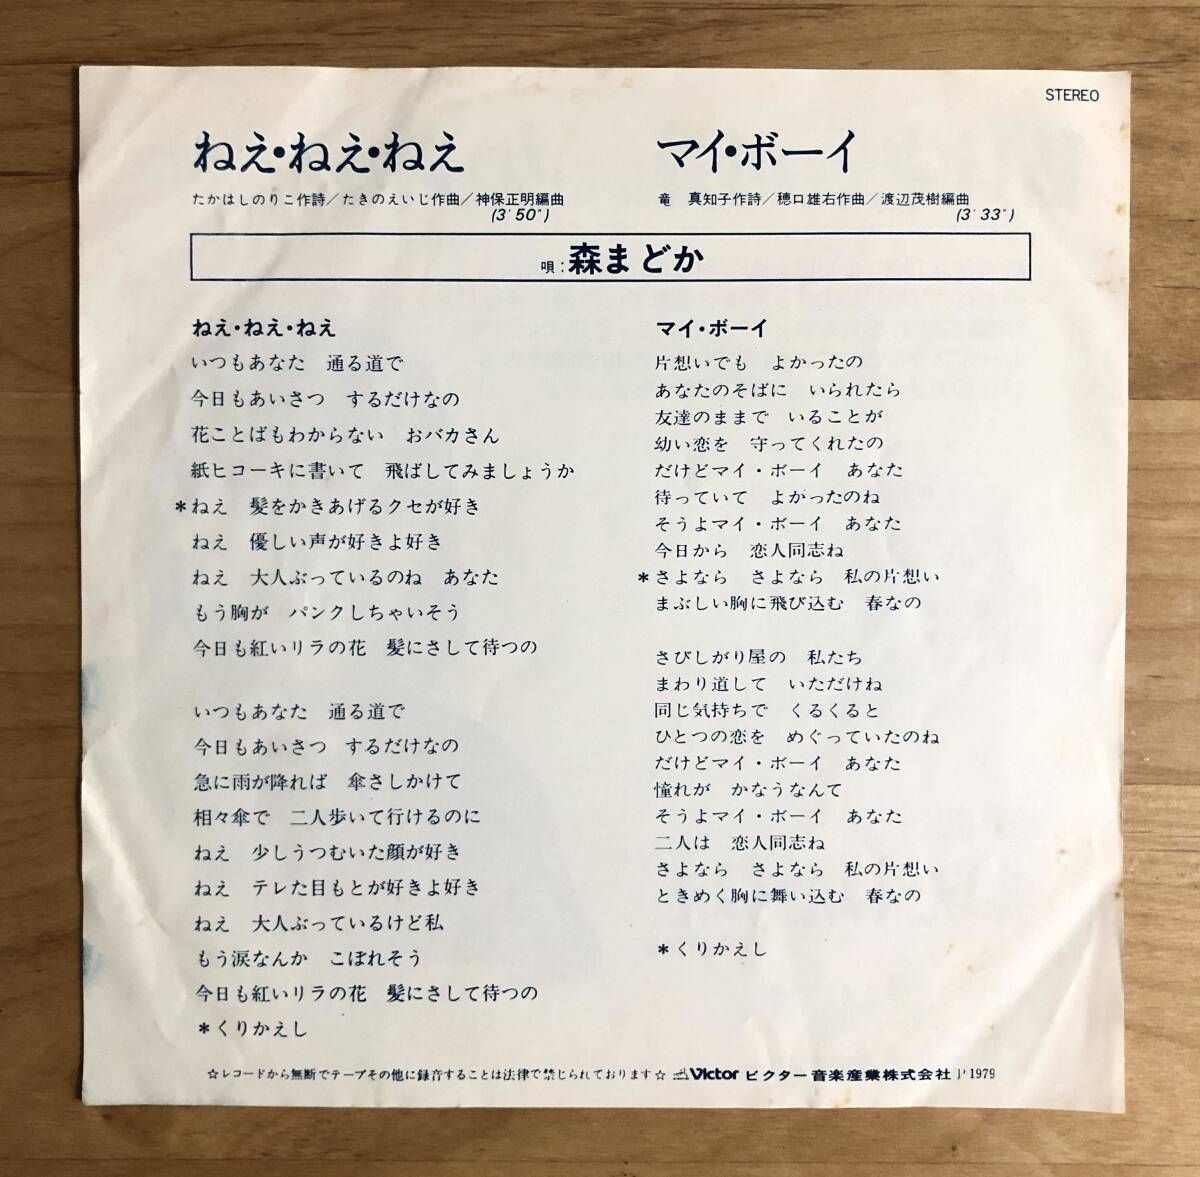 STEREO
ねえ・ねえ・ねえ
たかはしのりこ作詩/たきのえいじ作曲/神保正明編曲
(3'50")
マイ・ボーイ
竜　真知子作詩/穂口雄右作曲/渡辺茂樹編曲
(3'33")
唄:森まどか
ねえ・ねえ・ねえ
いつもあなた　通る道で
今日もあいさつ　するだけなの
花ことばもわからない　おバカさん
紙ヒコーキに書いて　飛ばしてみましょうか
*ねえ　髪をかきあげるクセが好き
ねえ　優しい声が好きよ好き
ねえ　大人ぶっているのね　あなた
もう胸が　パンクしちゃいそう
今日も紅いリラの花　髪にさして待つの
いつもあなた　通る道で
今日もあいさつ　するだけなの
急に雨が降れば　傘さしかけて
相々傘で　二人歩いて行けるのに
ねえ　少しうつむいた顔が好き
ねえ　テレた目もとが好きよ好き
ねえ　大人ぶっているけど私
もう涙なんか　こぼれそう
今日も紅いリラの花　髪にさして待つの
*くりかえし
マイ・ボーイ
片想いでも　よかったの
あなたのそばに　いられたら
友達のままで　いることが
幼い恋を　守ってくれたの
だけどマイ・ボーイ　あなた
待っていて　よかったのね
そうよマイ・ボーイ　あなた
今日から　恋人同志ね
*さよなら　さよなら　私の片想い
まぶしい胸に飛び込む　春なの
さびしがり屋の　私たち
まわり道して　いただけね
同じ気持ちで　くるくると
ひとつの恋を　めぐっていたのね
だけどマイ・ボーイ　あなた
憧れが　かなうなんて
そうよマイ・ボーイ　あなた
二人は　恋人同志ね
さよなら　さよなら　私の片想い
ときめく胸に舞い込む　春なの
*くりかえし
☆レコードから無断でテープその他に録音することは法律で禁じられております☆ Victor ビクター音楽産業株式会社 Ⓟ1979